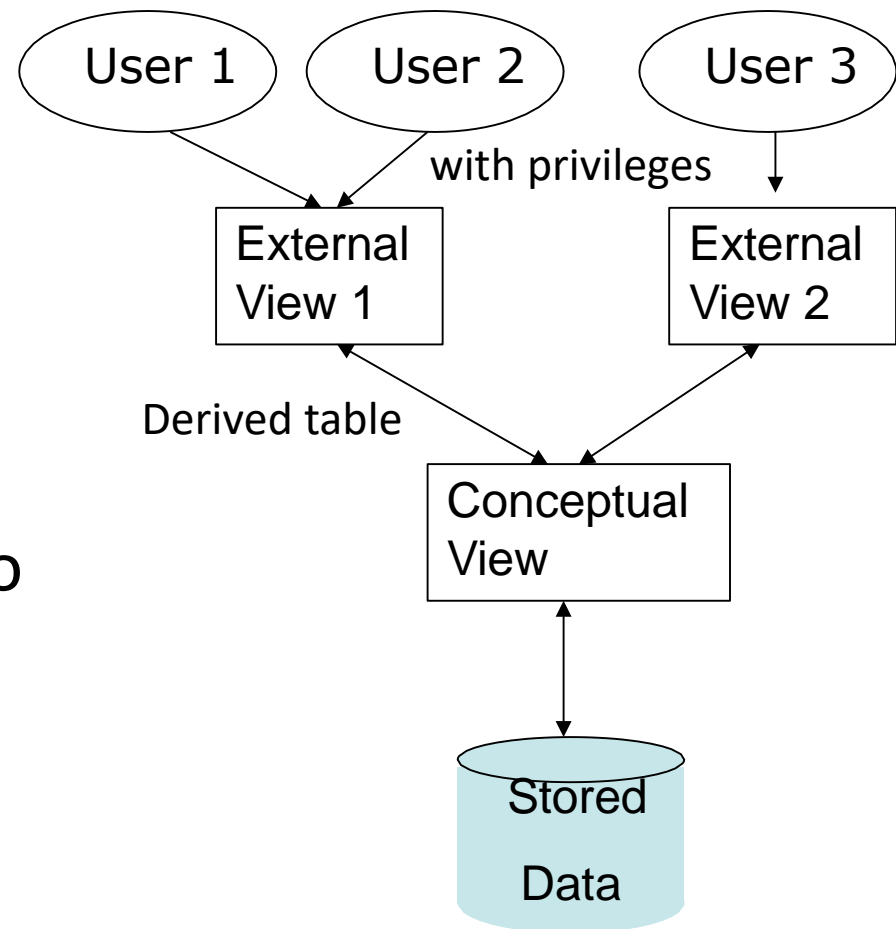 User 1
User 2
User 3
with privileges
External
View 1
External
View 2
Derived table
Conceptual
View
o
Stored
Data